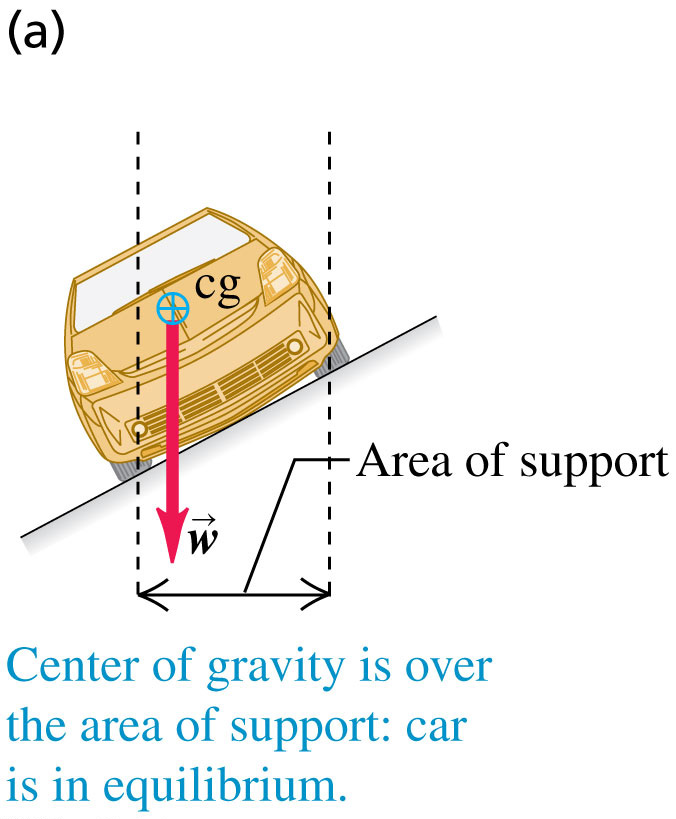 (a)
cg
Area of support
w⃗
Center of gravity is over
the area of support: car
is in equilibrium.